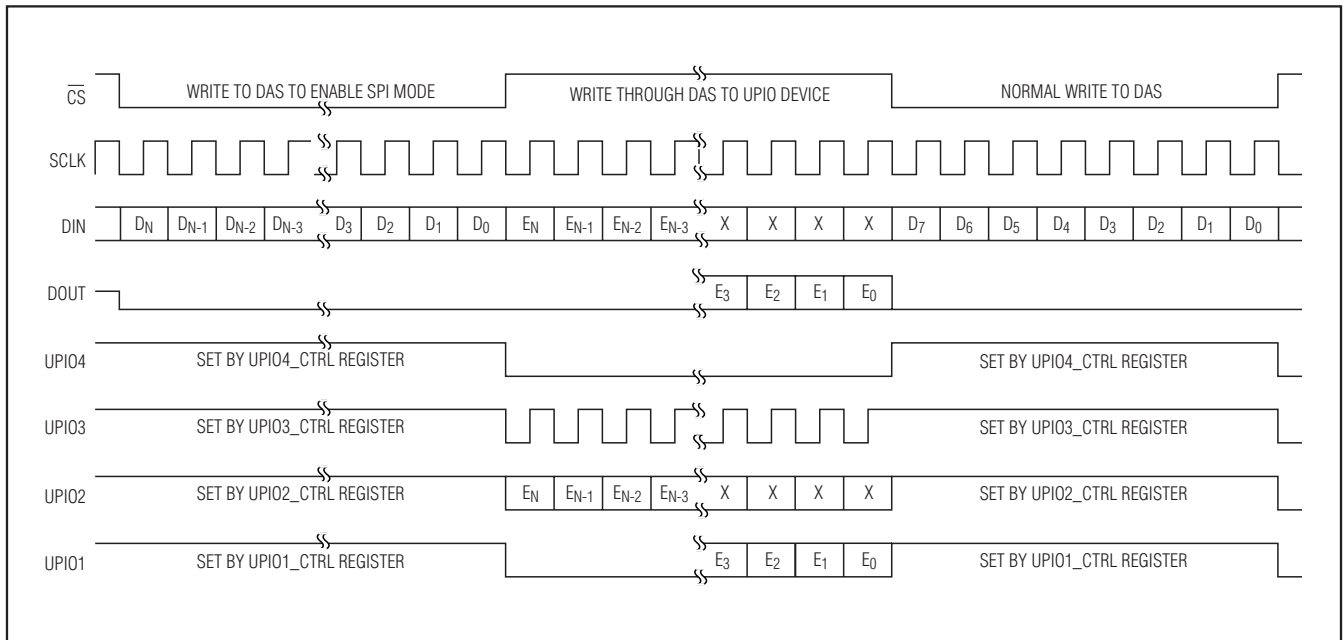 CS WRITE TO DAS TO ENABLE SPI MODE WRITE THROUGH DAS TO UPIO DEVICE NORMAL WRITE TO DAS
SCLK
DIN DN DN-1 DN-2 DN-3 D3 D2 D1 D0 EN EN-1 EN-2 EN-3 X X X X D7 D6 D5 D4 D3 D2 D1 D0
DOUT E3 E2 E1 E0
UPIO4 SET BY UPIO4_CTRL REGISTER SET BY UPIO4_CTRL REGISTER
UPIO3 SET BY UPIO3_CTRL REGISTER SET BY UPIO3_CTRL REGISTER
UPIO2 SET BY UPIO2_CTRL REGISTER EN EN-1 EN-2 EN-3 X X X X SET BY UPIO2_CTRL REGISTER
UPIO1 SET BY UPIO1_CTRL REGISTER E3 E2 E1 E0 SET BY UPIO1_CTRL REGISTER